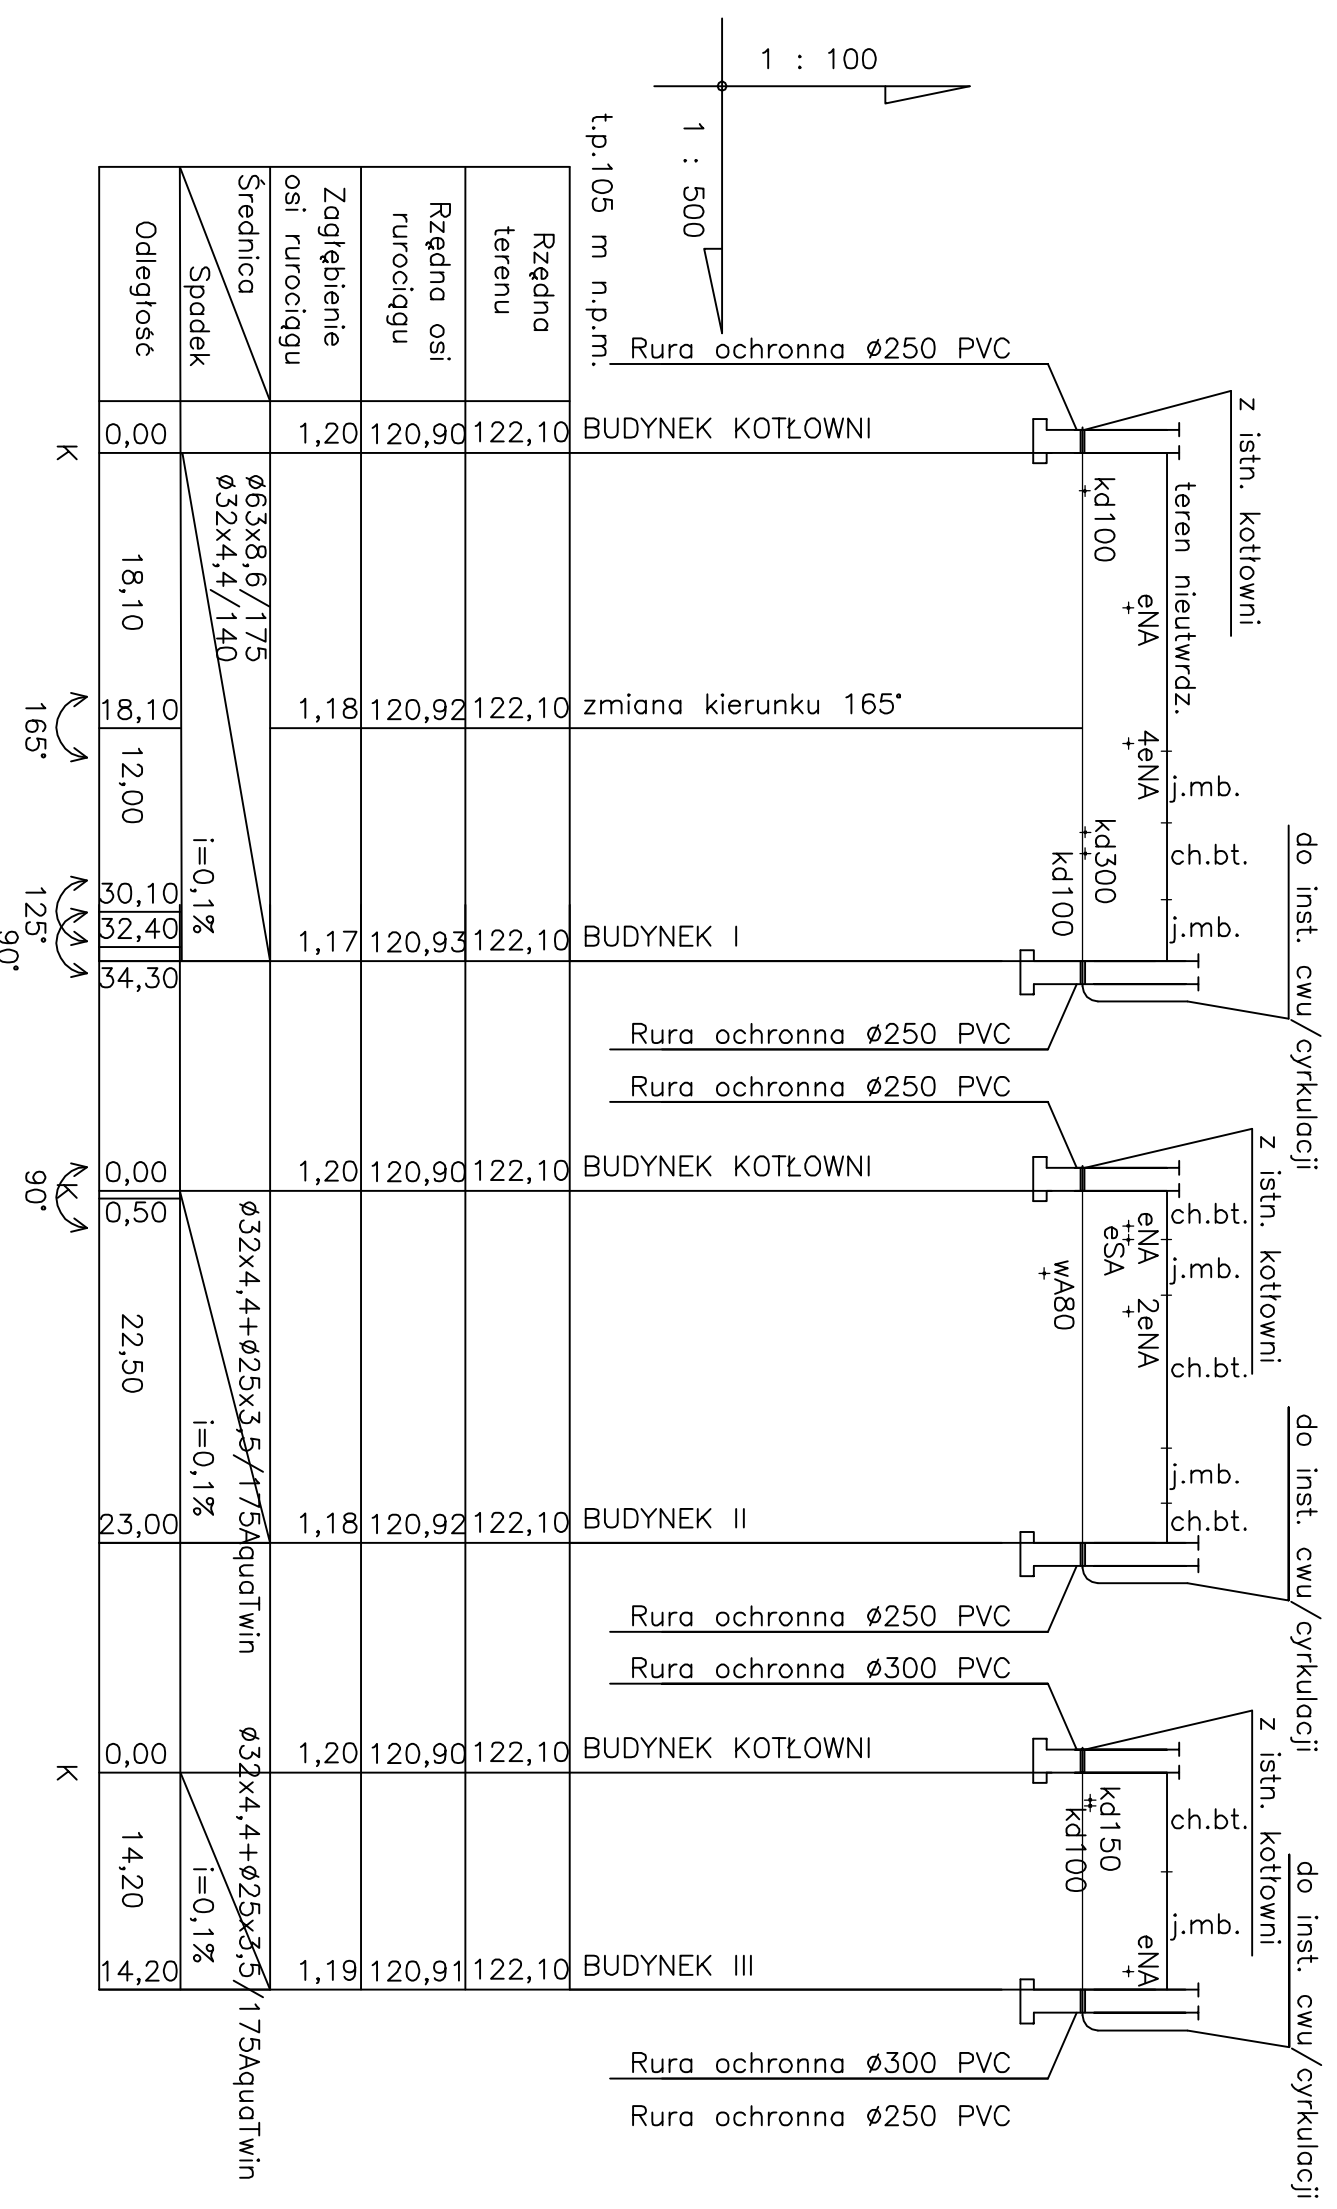 1 : 100
1 : 500
t.p.105 m n.p.m.
Rzędna
terenu
Rzędna osi
rurociągu
Zagłębienie
osi rurociągu
Średnica
Spadek
Odległość
z istn. kotłowni
teren nieutwrdz.
j.mb.
ch.bt.
j.mb.
do inst. cwu/cyrkulacji
kd100
eNA
4eNA
kd300
kd100
Rura ochronna ø250 PVC
Rura ochronna ø250 PVC
BUDYNEK KOTŁOWNI
zmiana kierunku 165°
BUDYNEK I
122,10
122,10
122,10
120,90
120,92
120,93
1,20
1,18
1,17
ø63x8,6/175
ø32x4,4/140
i=0,1%
0,00
18,10
18,10
12,00
30,10
32,40
34,30
K
165°
125°
90°
z istn. kotłowni
ch.bt.
j.mb.
ch.bt.
j.mb.
ch.bt.
do inst. cwu/cyrkulacji
eNA
eSA
2eNA
wA80
Rura ochronna ø250 PVC
Rura ochronna ø250 PVC
BUDYNEK KOTŁOWNI
BUDYNEK II
122,10
122,10
120,90
120,92
1,20
1,18
ø32x4,4+ø25x3,5/175AquaTwin
i=0,1%
0,00
0,50
22,50
23,00
K
90°
z istn. kotłowni
ch.bt.
j.mb.
do inst. cwu/cyrkulacji
kd150
kd100
eNA
Rura ochronna ø300 PVC
Rura ochronna ø300 PVC
Rura ochronna ø250 PVC
BUDYNEK KOTŁOWNI
BUDYNEK III
122,10
122,10
120,90
120,91
1,20
1,19
ø32x4,4+ø25x3,5/175AquaTwin
i=0,1%
0,00
14,20
14,20
K